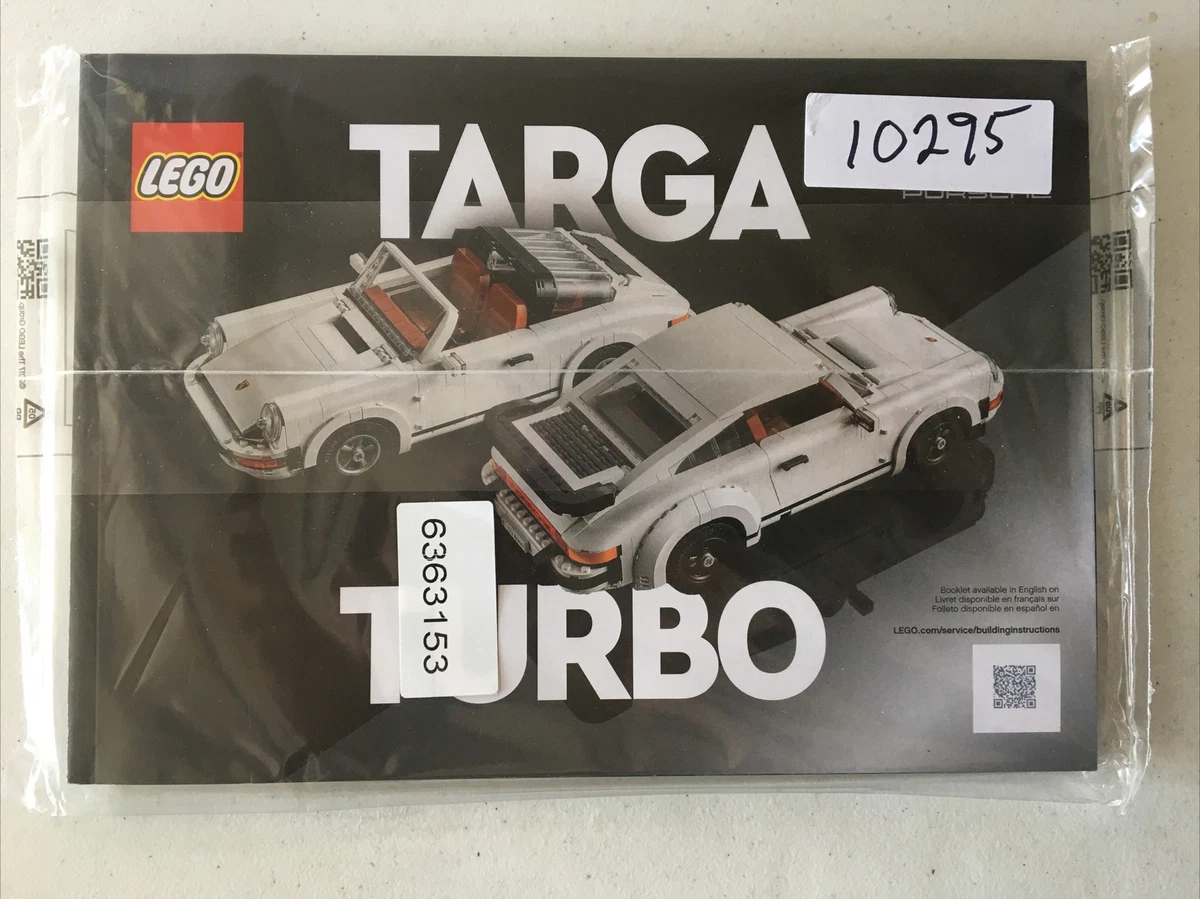 LEGO
TARGA
10295
PORSCHE
TURBO
6363153
Booklet available in English on
Livret disponible en français sur
Folleto disponible en español en
LEGO.com/service/buildinginstructions